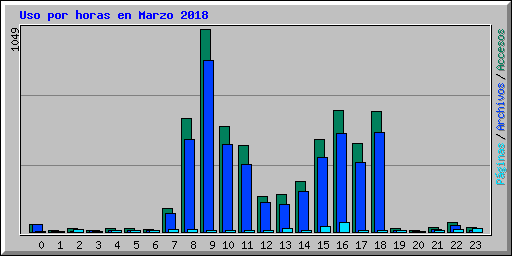 Uso por horas en Marzo 2018
1049
Páginas / Archivos / Accesos
0 1 2 3 4 5 6 7 8 9 10 11 12 13 14 15 16 17 18 19 20 21 22 23